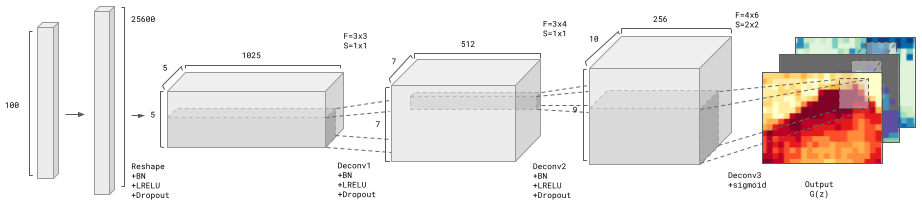 100
25600
5
1025
5
Reshape
+BN
+LRELU
+Dropout
F=3x3
S=1x1
7
512
7
Deconv1
+BN
+LRELU
+Dropout
F=3x4
S=1x1
10
256
9
Deconv2
+BN
+LRELU
+Dropout
F=4x6
S=2x2
Deconv3
+sigmoid
Output
G(z)